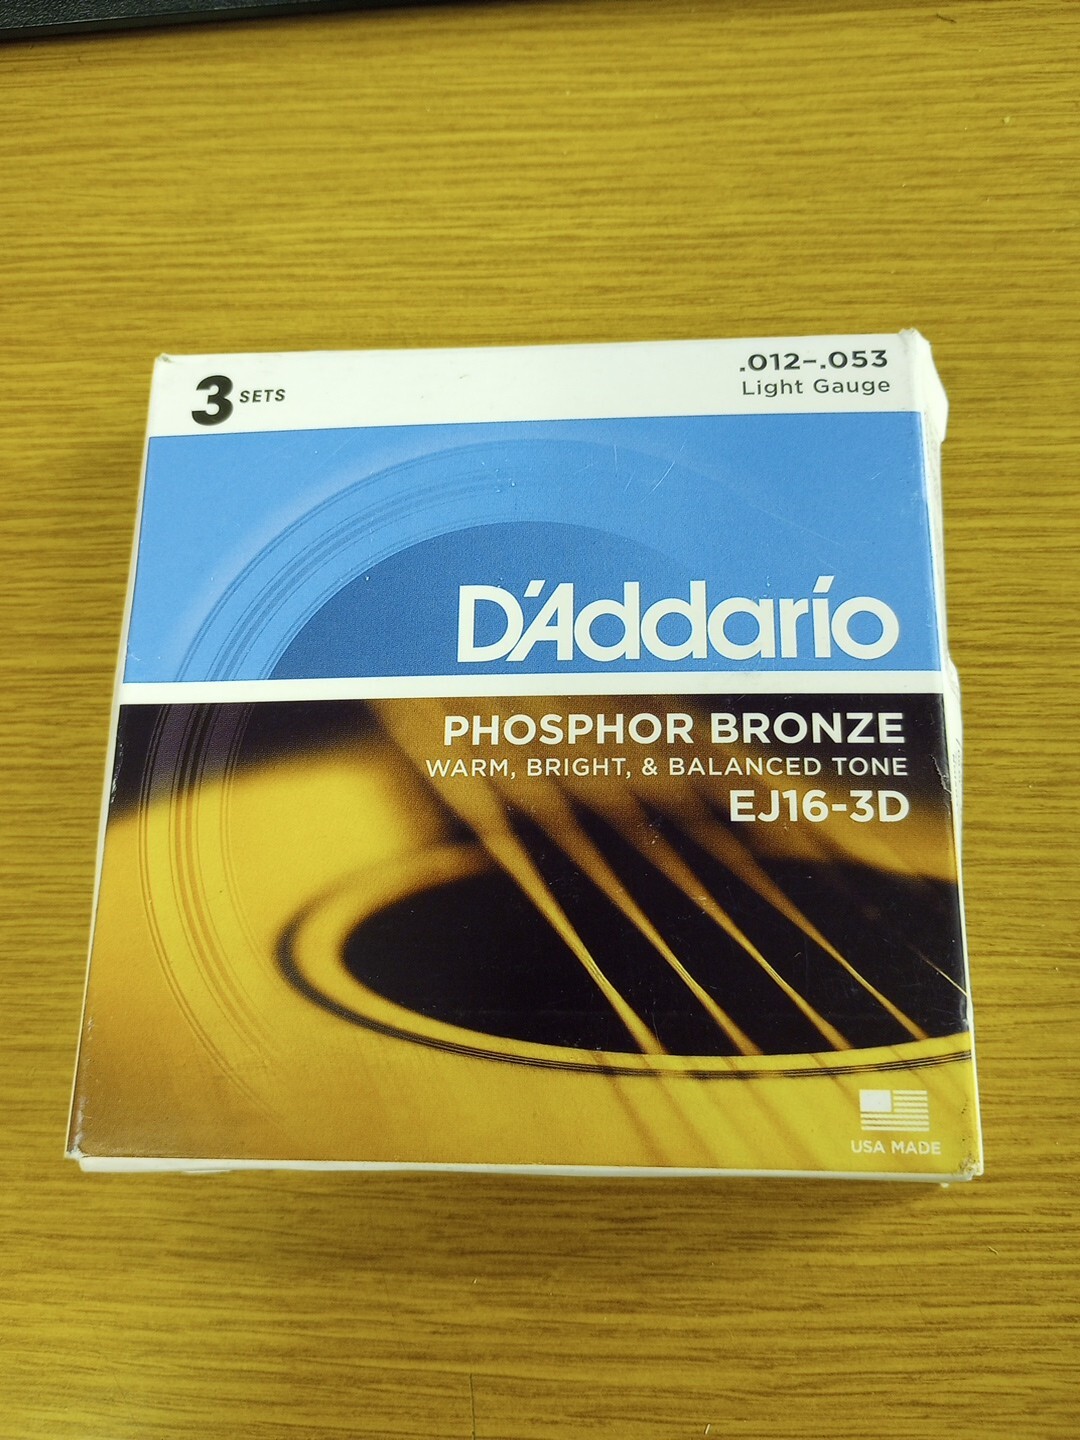 3 SETS
.012–.053
Light Gauge
D'Addario
PHOSPHOR BRONZE
WARM, BRIGHT, & BALANCED TONE
EJ16-3D
USA MADE